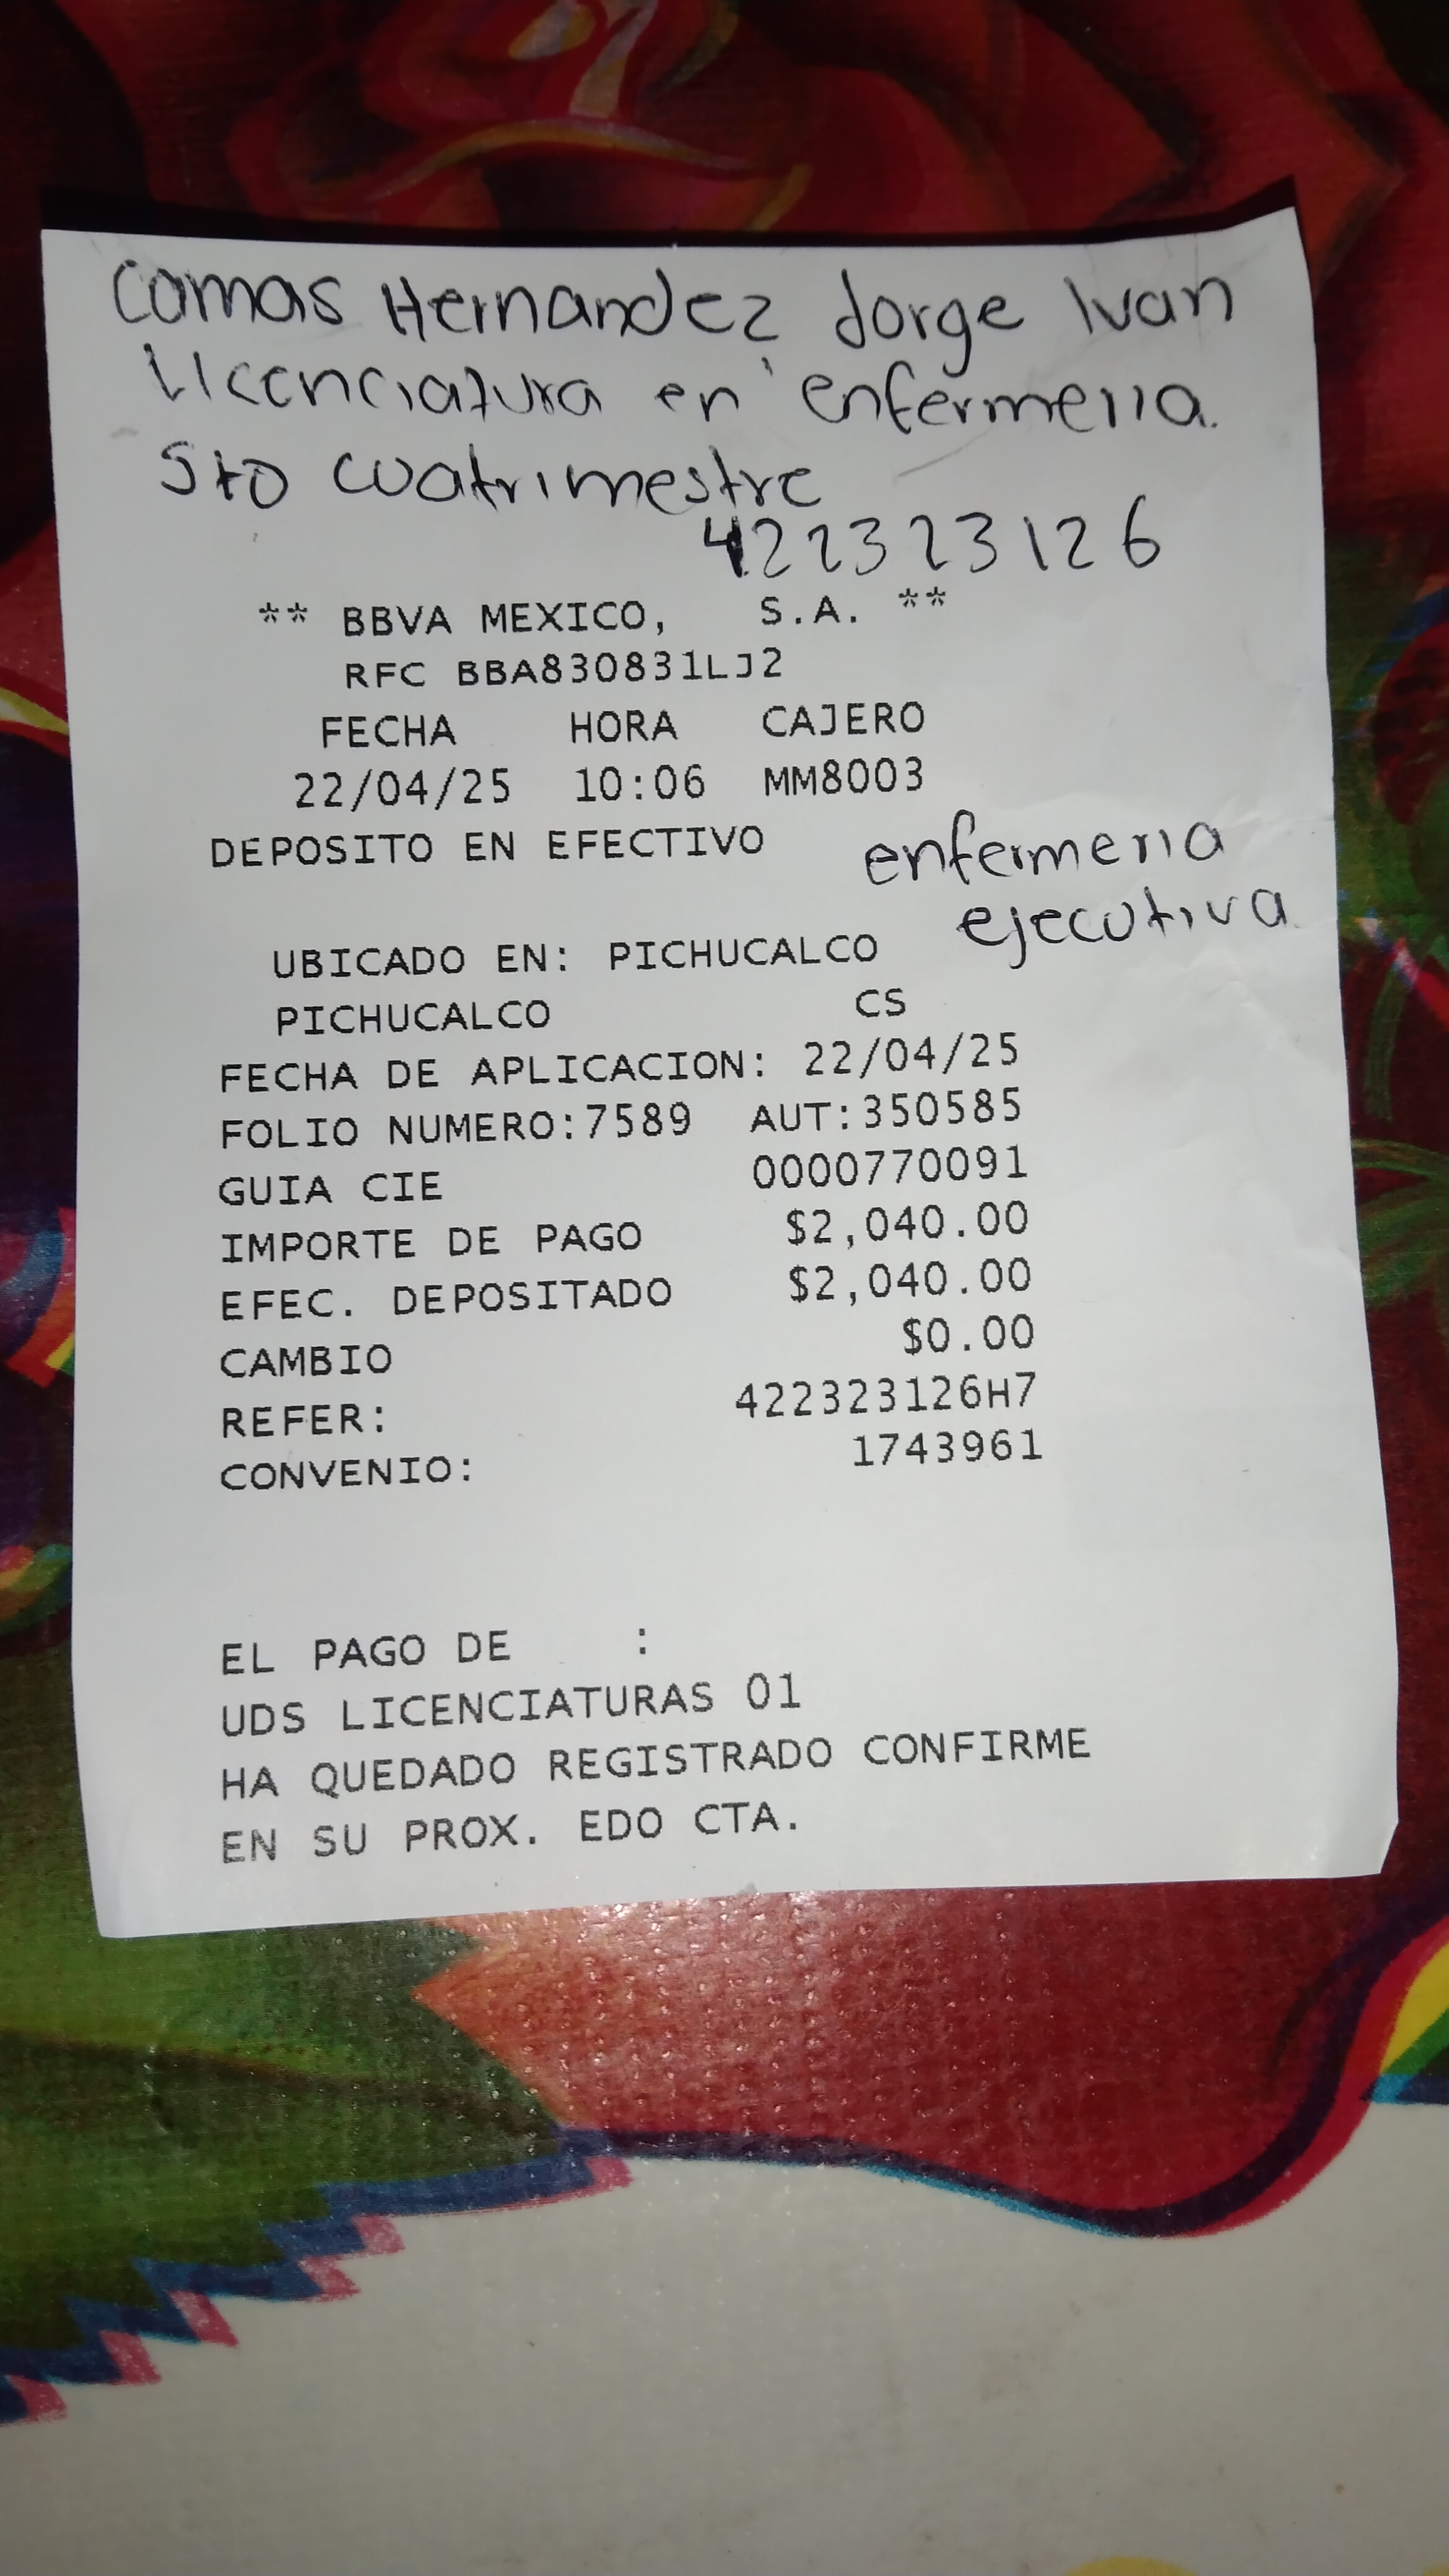 Comas Hernandez Jorge Ivan
Licenciatura en enfermeria.
5to cuatrimestre
422323126
** BBVA MEXICO, S.A. **
RFC BBA830831LJ2
FECHA HORA CAJERO
22/04/25 10:06 MM8003
DEPOSITO EN EFECTIVO
enfermeria
ejecutiva
UBICADO EN: PICHUCALCO
PICHUCALCO CS
FECHA DE APLICACION: 22/04/25
FOLIO NUMERO:7589 AUT:350585
GUIA CIE 0000770091
IMPORTE DE PAGO $2,040.00
EFEC. DEPOSITADO $2,040.00
CAMBIO $0.00
REFER: 422323126H7
CONVENIO: 1743961
EL PAGO DE :
UDS LICENCIATURAS 01
HA QUEDADO REGISTRADO CONFIRME
EN SU PROX. EDO CTA.